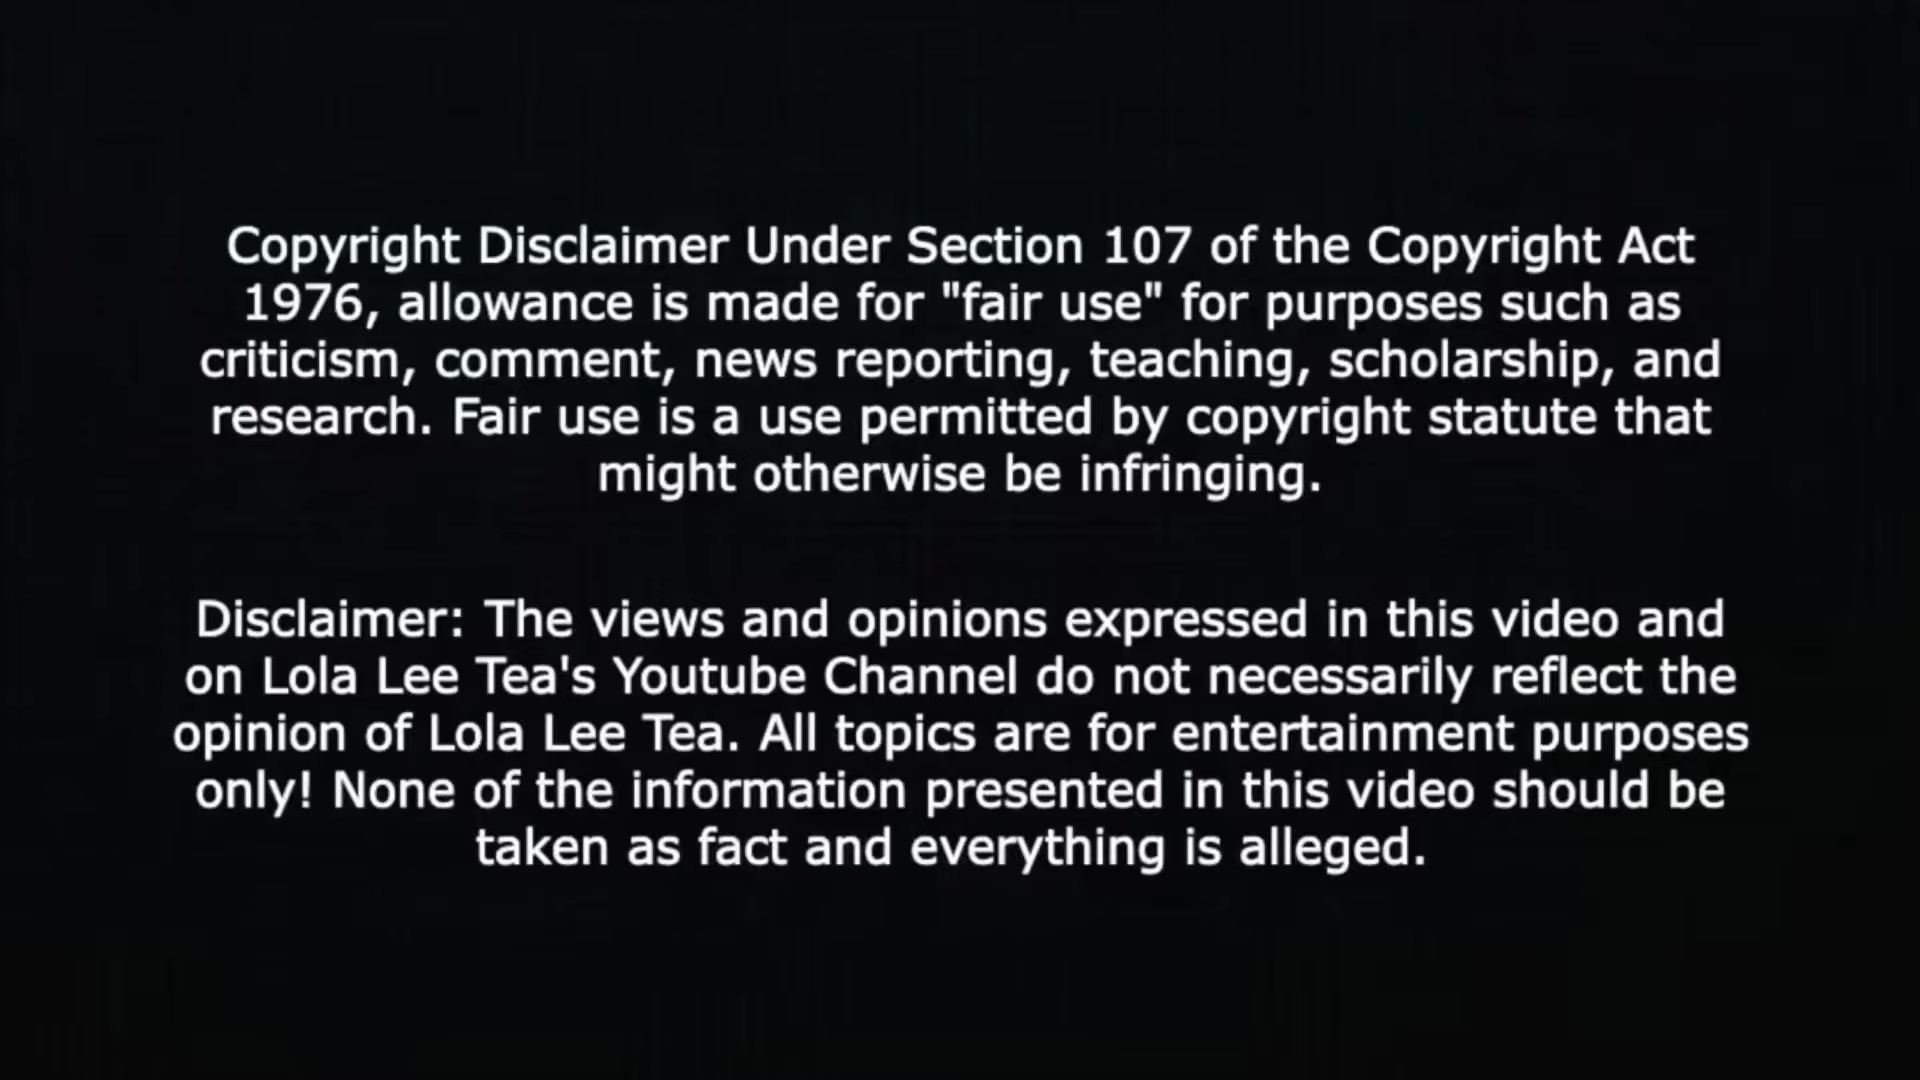 Copyright Disclaimer Under Section 107 of the Copyright Act
1976, allowance is made for "fair use" for purposes such as
criticism, comment, news reporting, teaching, scholarship, and
research. Fair use is a use permitted by copyright statute that
might otherwise be infringing.
Disclaimer: The views and opinions expressed in this video and
on Lola Lee Tea's Youtube Channel do not necessarily reflect the
opinion of Lola Lee Tea. All topics are for entertainment purposes
only! None of the information presented in this video should be
taken as fact and everything is alleged.